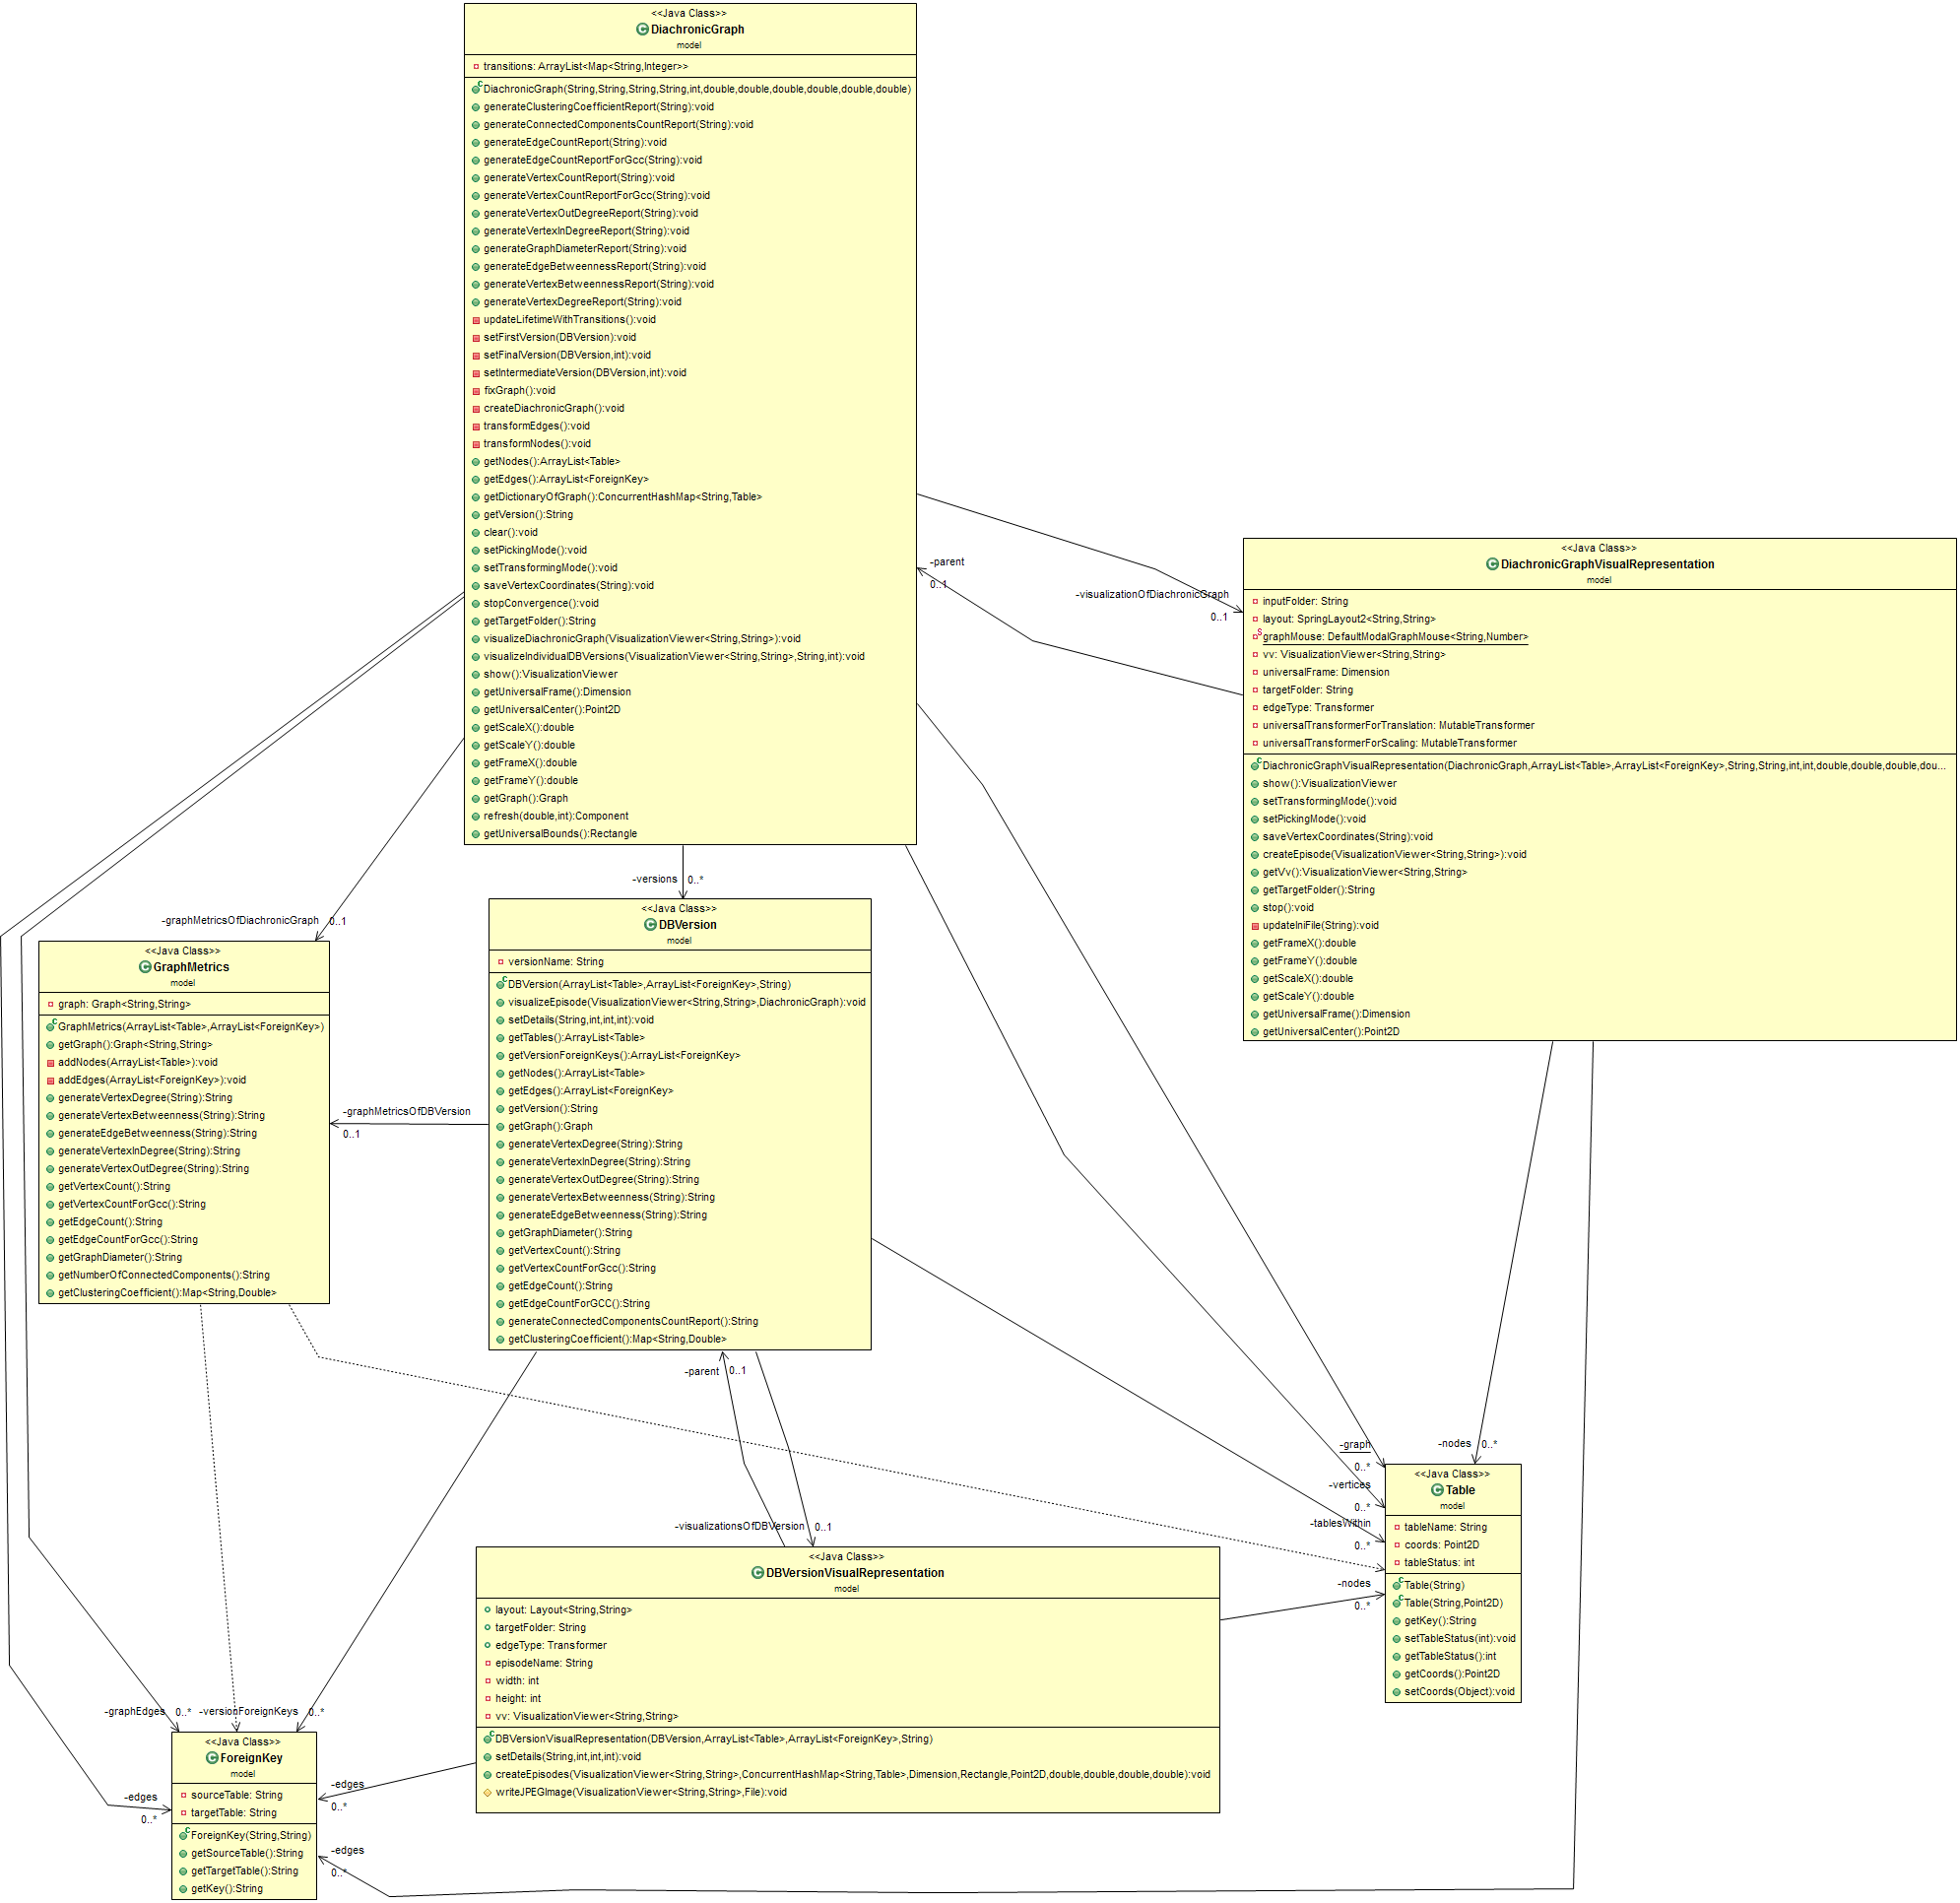 <<Java Class>>
DiachronicGraph
model
transitions: ArrayList<Map<String,Integer>>
DiachronicGraph(String,String,String,String,int,double,double,double,double,double,double)
generateClusteringCoefficientReport(String):void
generateConnectedComponentsCountReport(String):void
generateEdgeCountReport(String):void
generateEdgeCountReportForGcc(String):void
generateVertexCountReport(String):void
generateVertexCountReportForGcc(String):void
generateVertexOutDegreeReport(String):void
generateVertexInDegreeReport(String):void
generateGraphDiameterReport(String):void
generateEdgeBetweennessReport(String):void
generateVertexBetweennessReport(String):void
generateVertexDegreeReport(String):void
updateLifetimeWithTransitions():void
setFirstVersion(DBVersion):void
setFinalVersion(DBVersion,int):void
setIntermediateVersion(DBVersion,int):void
fixGraph():void
createDiachronicGraph():void
transformEdges():void
transformNodes():void
getNodes():ArrayList<Table>
getEdges():ArrayList<ForeignKey>
getDictionaryOfGraph():ConcurrentHashMap<String,Table>
getVersion():String
clear():void
setPickingMode():void
setTransformingMode():void
saveVertexCoordinates(String):void
stopConvergence():void
getTargetFolder():String
visualizeDiachronicGraph(VisualizationViewer<String,String>):void
visualizeIndividualDBVersions(VisualizationViewer<String,String>,String,int):void
show():VisualizationViewer
getUniversalFrame():Dimension
getUniversalCenter():Point2D
getScaleX():double
getScaleY():double
getFrameX():double
getFrameY():double
getGraph():Graph
refresh(double,int):Component
getUniversalBounds():Rectangle
-parent
0..1
-visualizationOfDiachronicGraph
0..1
<<Java Class>>
DiachronicGraphVisualRepresentation
model
inputFolder: String
layout: SpringLayout2<String,String>
graphMouse: DefaultModalGraphMouse<String,Number>
vv: VisualizationViewer<String,String>
universalFrame: Dimension
targetFolder: String
edgeType: Transformer
universalTransformerForTranslation: MutableTransformer
universalTransformerForScaling: MutableTransformer
DiachronicGraphVisualRepresentation(DiachronicGraph,ArrayList<Table>,ArrayList<ForeignKey>,String,String,int,int,double,double,double,dou...
show():VisualizationViewer
setTransformingMode():void
setPickingMode():void
saveVertexCoordinates(String):void
createEpisode(VisualizationViewer<String,String>):void
getVv():VisualizationViewer<String,String>
getTargetFolder():String
stop():void
updateIniFile(String):void
getFrameX():double
getFrameY():double
getScaleX():double
getScaleY():double
getUniversalFrame():Dimension
getUniversalCenter():Point2D
-versions
0..*
-graphMetricsOfDiachronicGraph
0..1
<<Java Class>>
GraphMetrics
model
graph: Graph<String,String>
GraphMetrics(ArrayList<Table>,ArrayList<ForeignKey>)
getGraph():Graph<String,String>
addNodes(ArrayList<Table>):void
addEdges(ArrayList<ForeignKey>):void
generateVertexDegree(String):String
generateVertexBetweenness(String):String
generateEdgeBetweenness(String):String
generateVertexInDegree(String):String
generateVertexOutDegree(String):String
getVertexCount():String
getVertexCountForGcc():String
getEdgeCount():String
getEdgeCountForGcc():String
getGraphDiameter():String
getNumberOfConnectedComponents():String
getClusteringCoefficient():Map<String,Double>
-graphMetricsOfDBVersion
0..1
<<Java Class>>
DBVersion
model
versionName: String
DBVersion(ArrayList<Table>,ArrayList<ForeignKey>,String)
visualizeEpisode(VisualizationViewer<String,String>,DiachronicGraph):void
setDetails(String,int,int,int):void
getTables():ArrayList<Table>
getVersionForeignKeys():ArrayList<ForeignKey>
getNodes():ArrayList<Table>
getEdges():ArrayList<ForeignKey>
getVersion():String
getGraph():Graph
generateVertexDegree(String):String
generateVertexInDegree(String):String
generateVertexOutDegree(String):String
generateVertexBetweenness(String):String
generateEdgeBetweenness(String):String
getGraphDiameter():String
getVertexCount():String
getVertexCountForGcc():String
getEdgeCount():String
getEdgeCountForGCC():String
generateConnectedComponentsCountReport():String
getClusteringCoefficient():Map<String,Double>
-parent
0..1
-visualizationsOfDBVersion
0..1
-graph
0..*
-vertices
0..*
-tablesWithin
0..*
-nodes
0..*
-nodes
0..*
<<Java Class>>
Table
model
tableName: String
coords: Point2D
tableStatus: int
Table(String)
Table(String,Point2D)
getKey():String
setTableStatus(int):void
getTableStatus():int
getCoords():Point2D
setCoords(Object):void
<<Java Class>>
DBVersionVisualRepresentation
model
layout: Layout<String,String>
targetFolder: String
edgeType: Transformer
episodeName: String
width: int
height: int
vv: VisualizationViewer<String,String>
DBVersionVisualRepresentation(DBVersion,ArrayList<Table>,ArrayList<ForeignKey>,String)
setDetails(String,int,int,int):void
createEpisodes(VisualizationViewer<String,String>,ConcurrentHashMap<String,Table>,Dimension,Rectangle,Point2D,double,double,double,double):void
writeJPEGImage(VisualizationViewer<String,String>,File):void
-graphEdges
0..*
-versionForeignKeys
0..*
-edges
0..*
-edges
0..*
-edges
0..*
<<Java Class>>
ForeignKey
model
sourceTable: String
targetTable: String
ForeignKey(String,String)
getSourceTable():String
getTargetTable():String
getKey():String